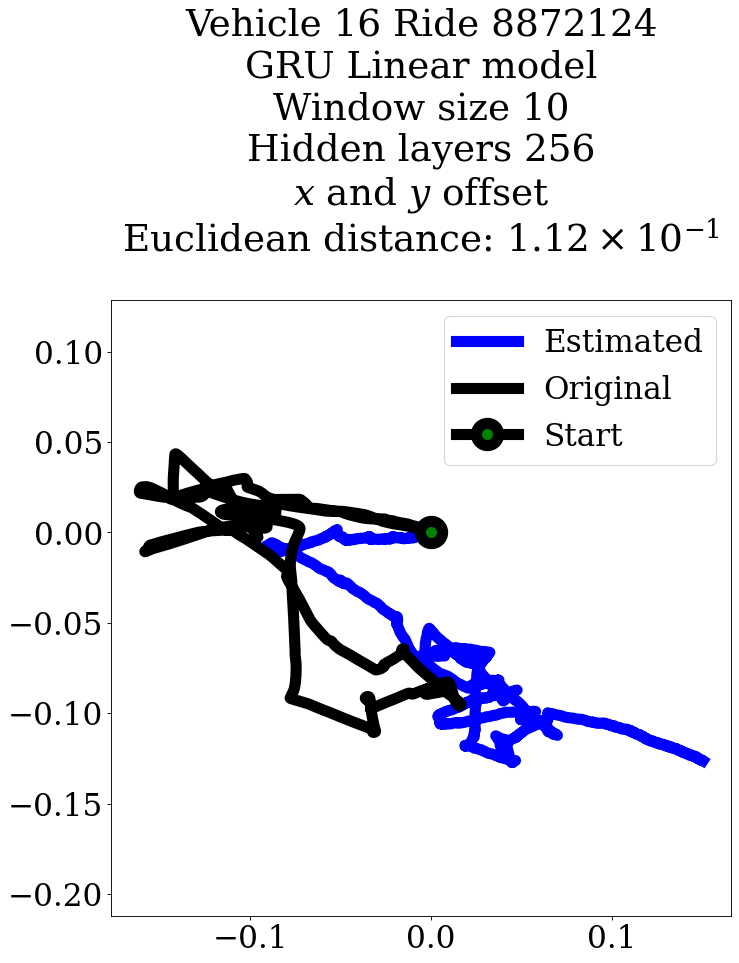 Vehicle 16 Ride 8872124
GRU Linear model
Window size 10
Hidden layers 256
x and y offset
Euclidean distance: 1.12 × 10⁻¹
Estimated
Original
Start
0.10
0.05
0.00
−0.05
−0.10
−0.15
−0.20
−0.1 0.0 0.1